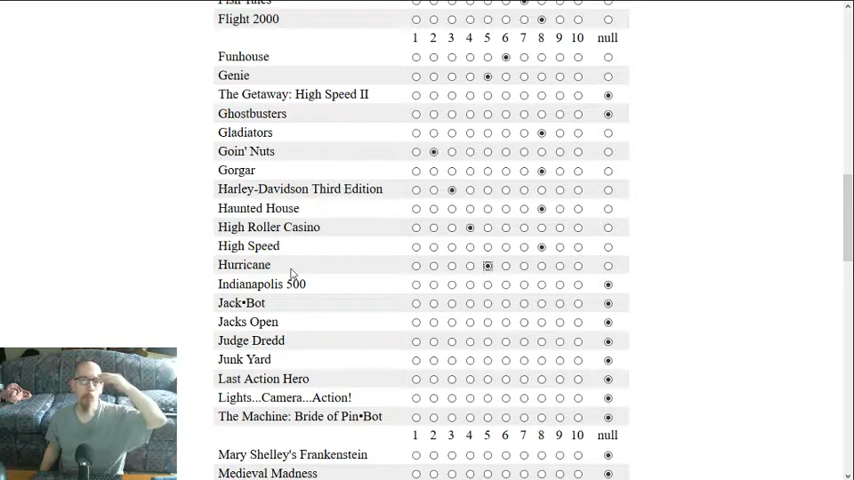 Fish Tales
Flight 2000
1 2 3 4 5 6 7 8 9 10 null
Funhouse
Genie
The Getaway: High Speed II
Ghostbusters
Gladiators
Goin' Nuts
Gorgar
Harley-Davidson Third Edition
Haunted House
High Roller Casino
High Speed
Hurricane
Indianapolis 500
Jack•Bot
Jacks Open
Judge Dredd
Junk Yard
Last Action Hero
Lights...Camera...Action!
The Machine: Bride of Pin•Bot
1 2 3 4 5 6 7 8 9 10 null
Mary Shelley's Frankenstein
Medieval Madness